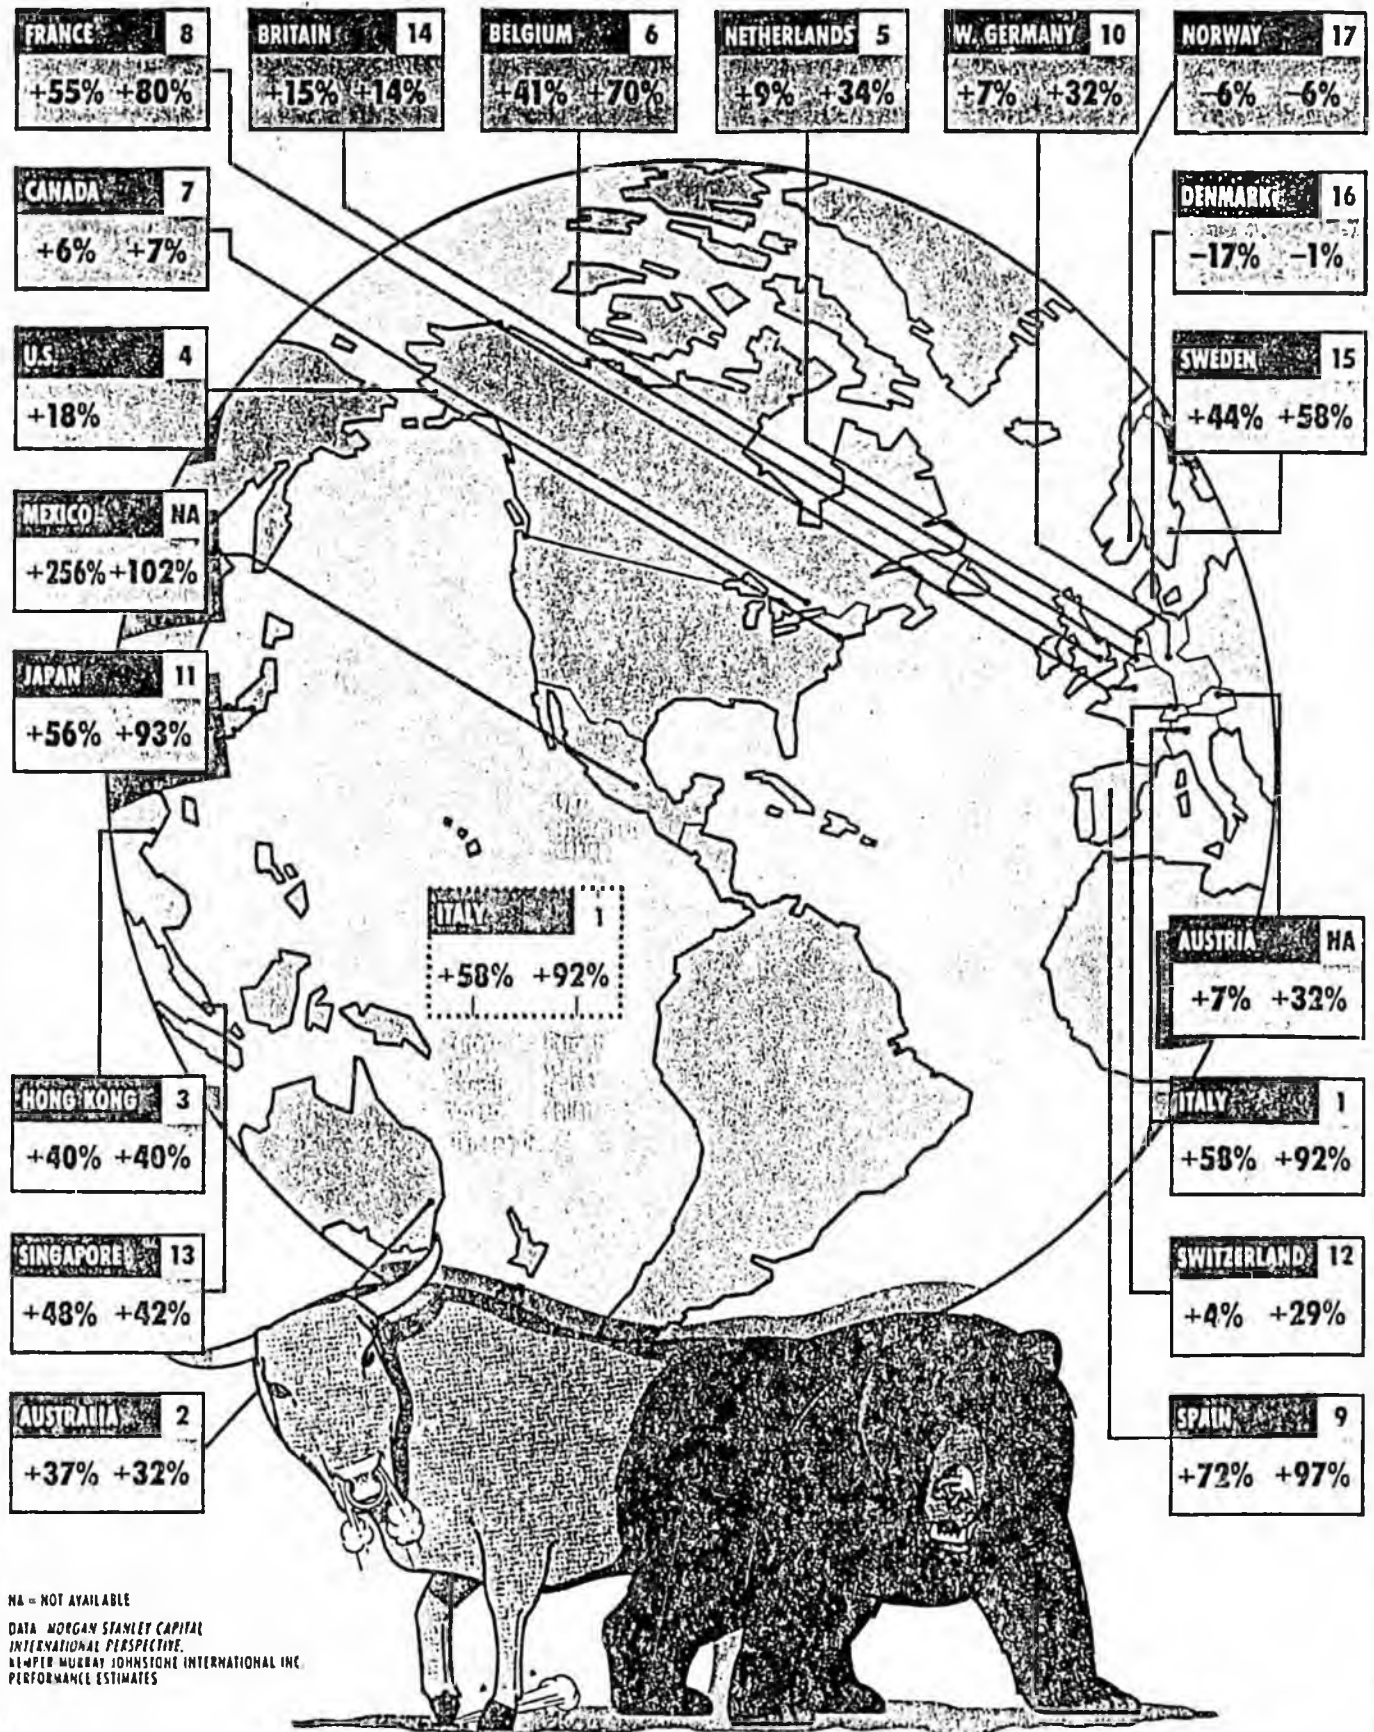 FRANCE 8
+55% +80%
BRITAIN 14
+15% +14%
BELGIUM 6
+41% +70%
NETHERLANDS 5
+9% +34%
W. GERMANY 10
+7% +32%
NORWAY 17
-6% -6%
CANADA 7
+6% +7%
DENMARK 16
-17% -1%
U.S. 4
+18%
SWEDEN 15
+44% +58%
MEXICO NA
+256% +102%
JAPAN 11
+56% +93%
ITALY 1
+58% +92%
AUSTRIA NA
+7% +32%
HONG KONG 3
+40% +40%
ITALY 1
+58% +92%
SINGAPORE 13
+48% +42%
SWITZERLAND 12
+4% +29%
AUSTRALIA 2
+37% +32%
SPAIN 9
+72% +97%
NA = NOT AVAILABLE
DATA MORGAN STANLEY CAPITAL
INTERNATIONAL PERSPECTIVE,
KEMPER MURRAY JOHNSTONE INTERNATIONAL INC.
PERFORMANCE ESTIMATES